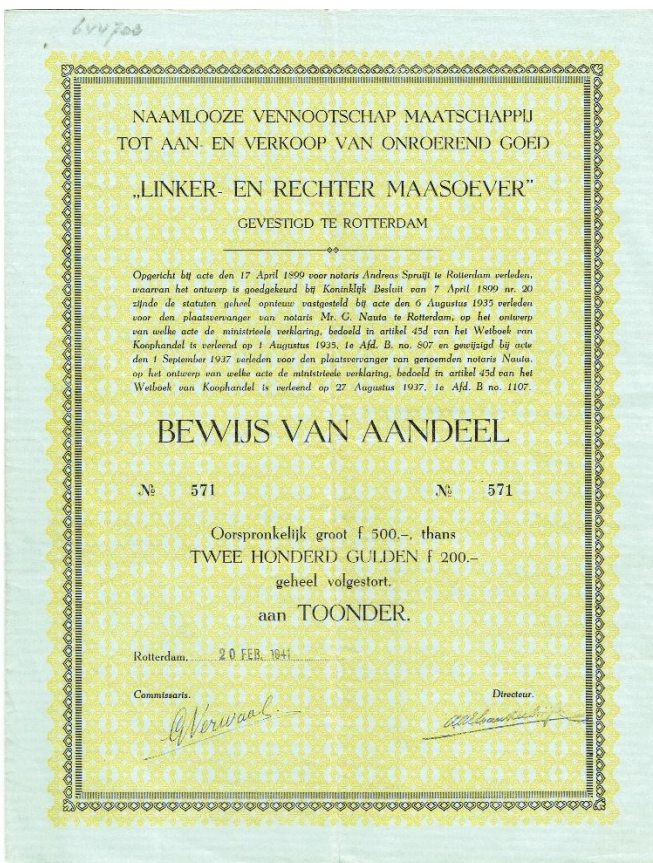 644700
NAAMLOOZE VENNOOTSCHAP MAATSCHAPPIJ
TOT AAN- EN VERKOOP VAN ONROEREND GOED
„LINKER- EN RECHTER MAASOEVER”
GEVESTIGD TE ROTTERDAM
Opgericht bij acte den 17 April 1899 voor notaris Andreas Spruijt te Rotterdam verleden,
waarvan het ontwerp is goedgekeurd bij Koninklijk Besluit van 7 April 1899 nr. 20
zijnde de statuten geheel opnieuw vastgesteld bij acte den 6 Augustus 1935 verleden
voor den plaatsvervanger van notaris Mr. G. Nauta te Rotterdam, op het ontwerp
van welke acte de ministrieele verklaring, bedoeld in artikel 45d van het Wetboek van
Koophandel is verleend op 1 Augustus 1935, 1e Afd. B. no. 807 en gewijzigd bij acte
den 1 September 1937 verleden voor den plaatsvervanger van genoemden notaris Nauta,
op het ontwerp van welke acte de ministrieele verklaring, bedoeld in artikel 45d van het
Wetboek van Koophandel is verleend op 27 Augustus 1937, 1e Afd. B no. 1107.
BEWIJS VAN AANDEEL
№ 571 № 571
Oorspronkelijk groot f 500.–, thans
TWEE HONDERD GULDEN f 200.–
geheel volgestort.
aan TOONDER.
Rotterdam, 20 FEB. 1941
Commissaris. Directeur.
GVerwaal